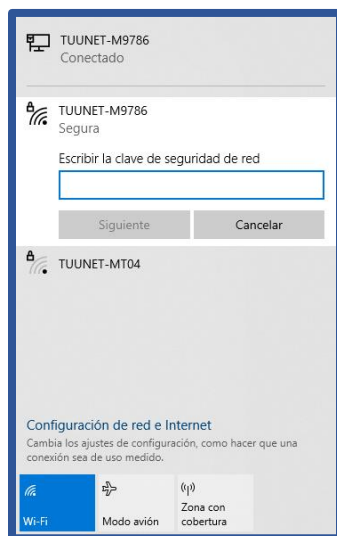 TUUNET-M9786
Conectado
TUUNET-M9786
Segura
Escribir la clave de seguridad de red
Siguiente
Cancelar
TUUNET-MT04
Configuración de red e Internet
Cambia los ajustes de configuración, como hacer que una
conexión sea de uso medido.
Wi-Fi
Modo avión
Zona con
cobertura